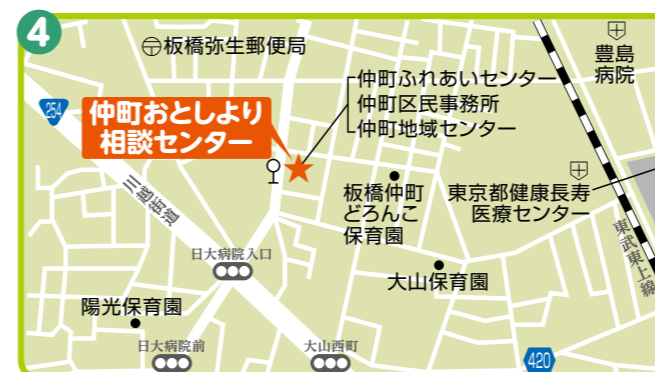 4
板橋弥生郵便局
豊島
病院
254
仲町おとしより
相談センター
仲町ふれあいセンター
仲町区民事務所
仲町地域センター
川越街道
板橋仲町
どろんこ
保育園
東京都健康長寿
医療センター
東武東上線
日大病院入口
大山保育園
陽光保育園
日大病院前
大山西町
420